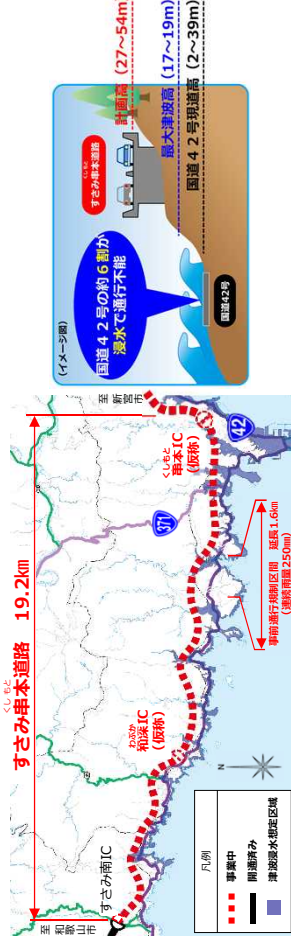 くしもと
すさみ串本道路 19.2km
至 和歌山市
すさみ南IC
わぶか
和深IC
(仮称)
371
くしもと
串本IC
(仮称)
至 新宮市
42
事前通行規制区間 延長1.6km
(連続雨量250mm)
N
凡例
事業中
開通済み
津波浸水想定区域
(イメージ図)
国道42号の約6割が
浸水で通行不能
くしもと
すさみ串本道路
国道42号
計画高(27~54m)
最大津波高(17~19m)
国道42号現道高(2~39m)